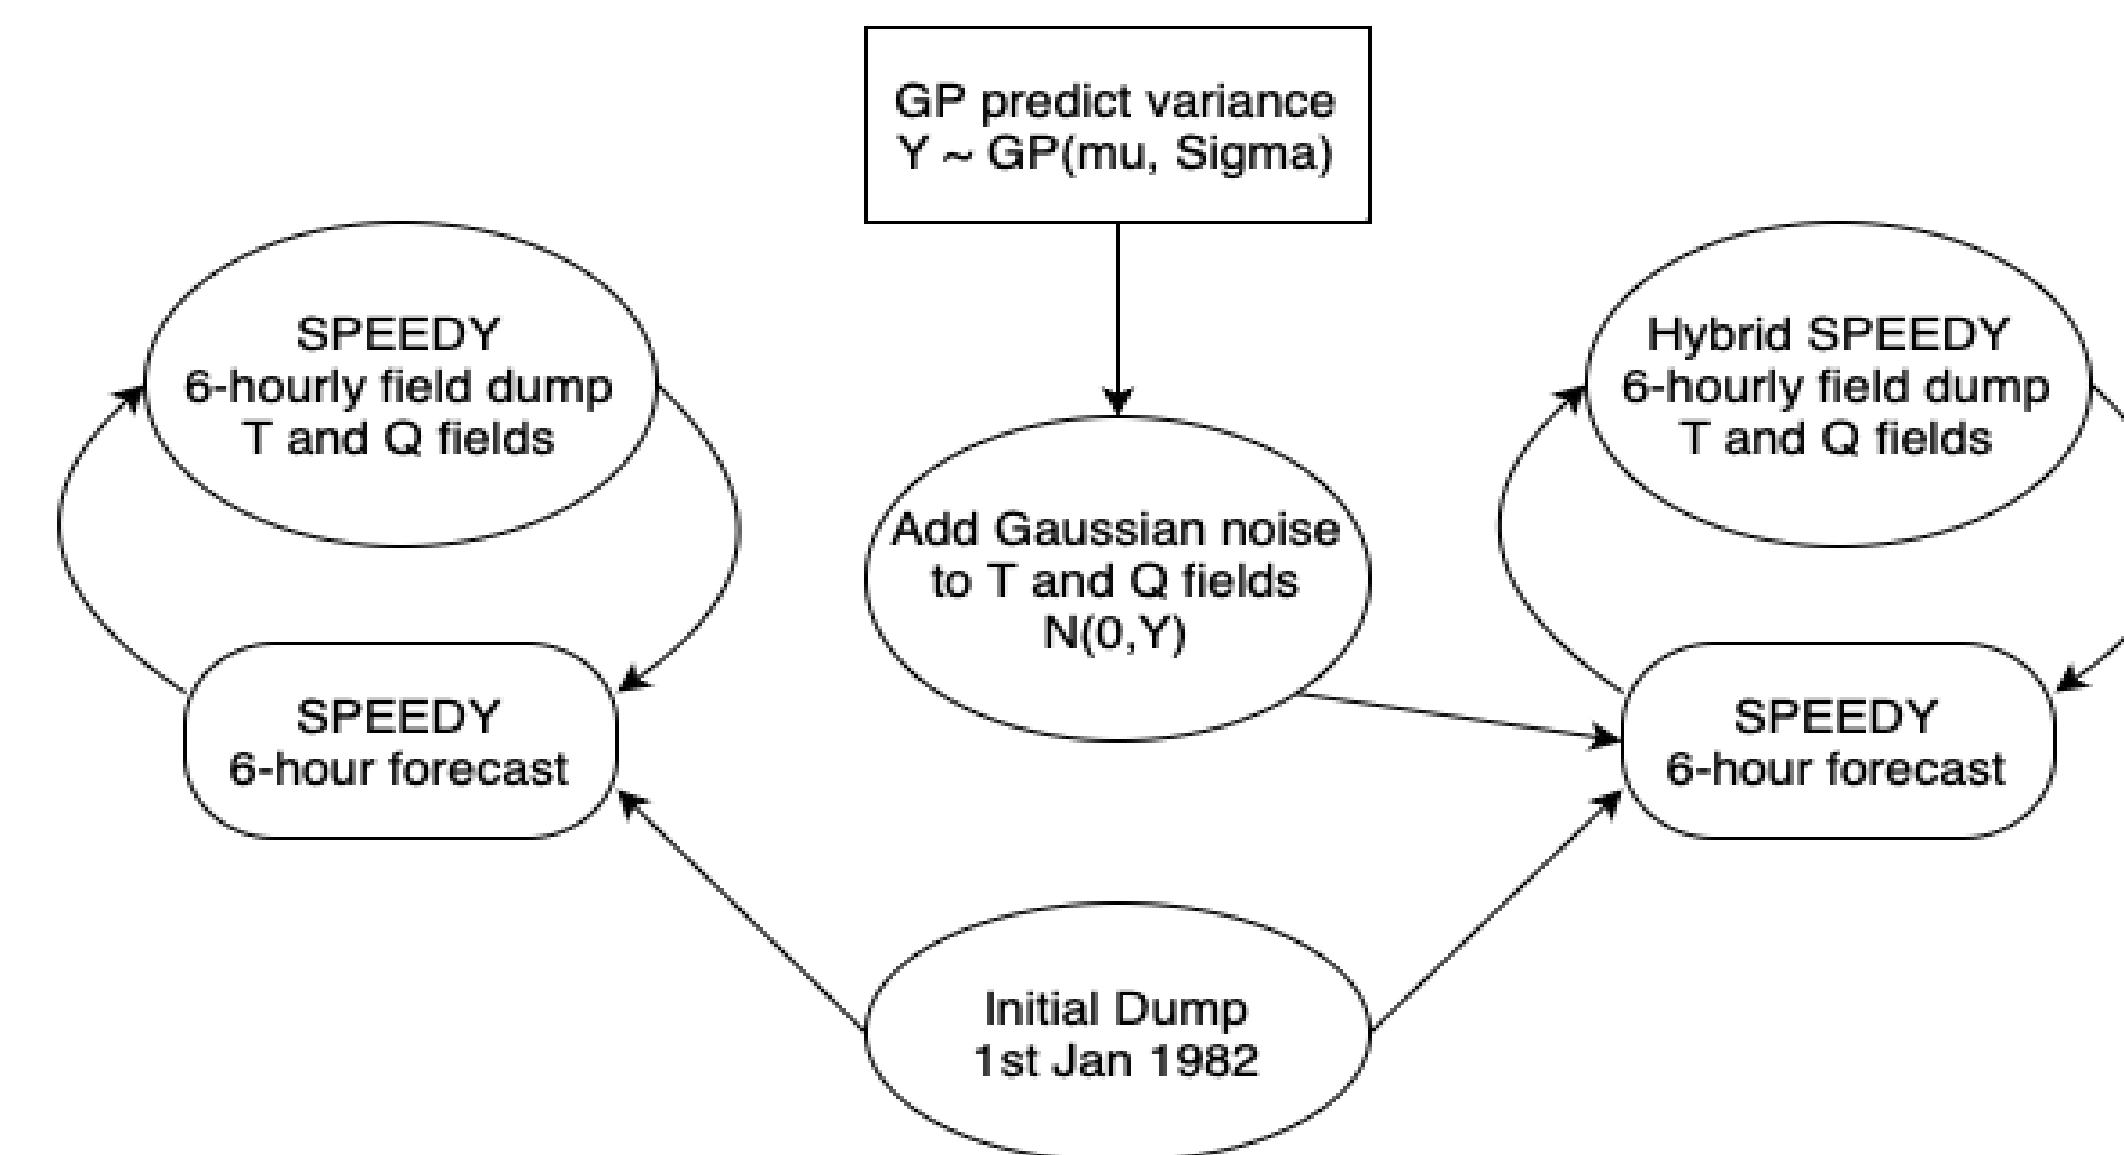 GP predict variance
Y ~ GP(mu, Sigma)
SPEEDY
6-hourly field dump
T and Q fields
Hybrid SPEEDY
6-hourly field dump
T and Q fields
Add Gaussian noise
to T and Q fields
N(0,Y)
SPEEDY
6-hour forecast
SPEEDY
6-hour forecast
Initial Dump
1st Jan 1982